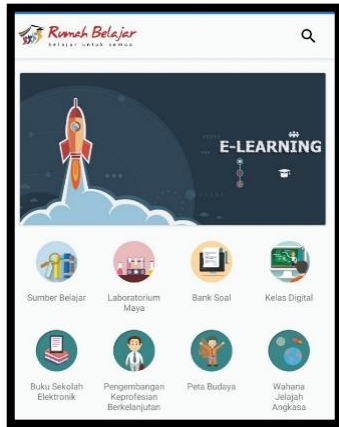 Rumah Belajar
belajar untuk semua
E-LEARNING
Sumber Belajar
Laboratorium
Maya
Bank Soal
Kelas Digital
Buku Sekolah
Elektronik
Pengembangan
Keprofesian
Berkelanjutan
Peta Budaya
Wahana
Jelajah
Angkasa